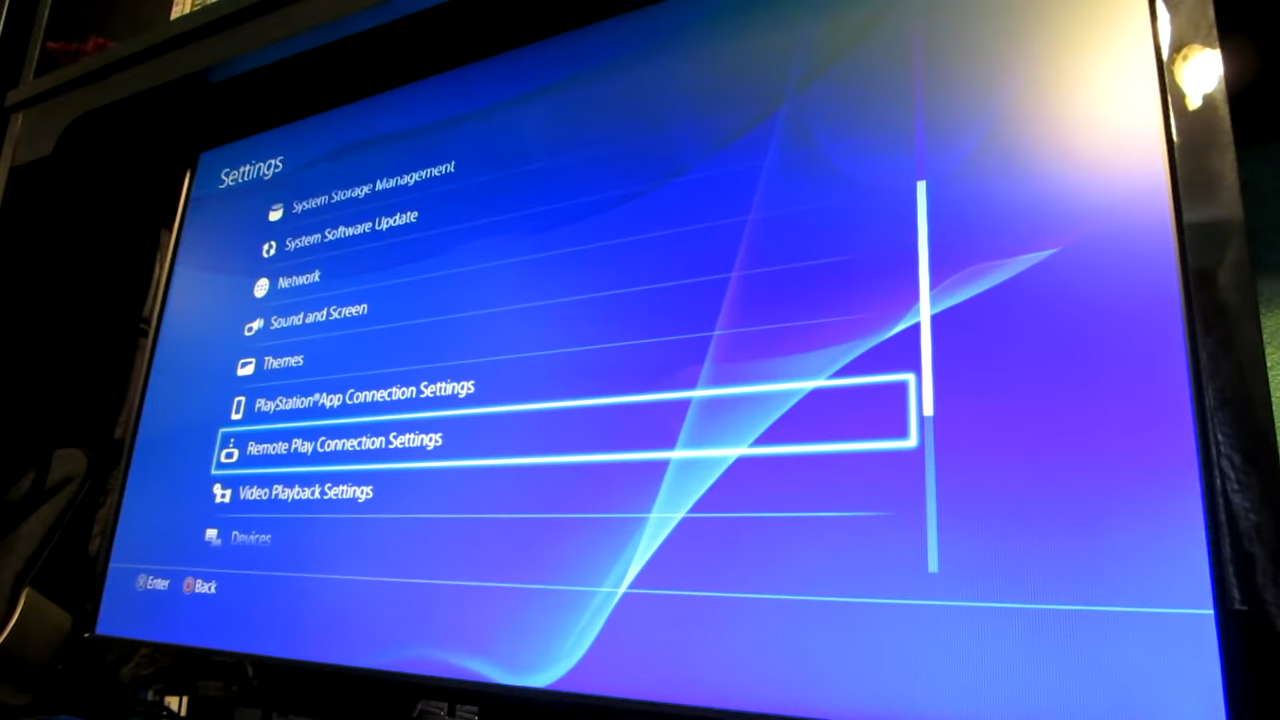 Settings
System Storage Management
System Software Update
Network
Sound and Screen
Themes
PlayStation®App Connection Settings
Remote Play Connection Settings
Video Playback Settings
Devices
Enter Back